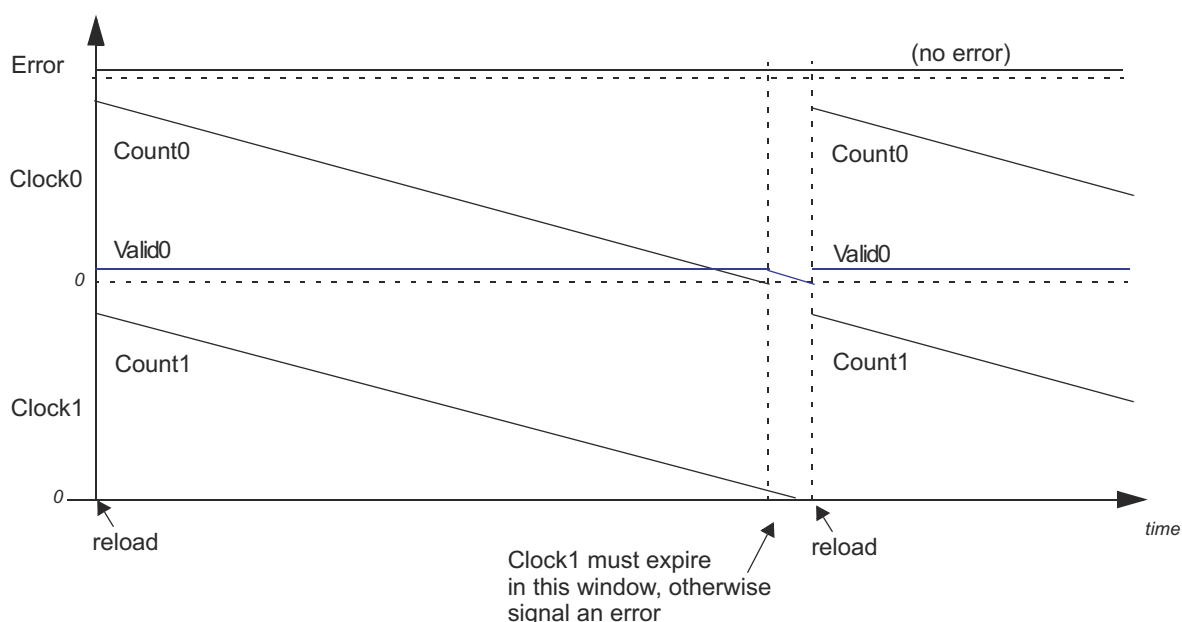 (no error)
Error
Count0
Count0
Clock0
Valid0
Valid0
0
Count1
Count1
Clock1
0
time
reload
reload
Clock1 must expire
in this window, otherwise
signal an error